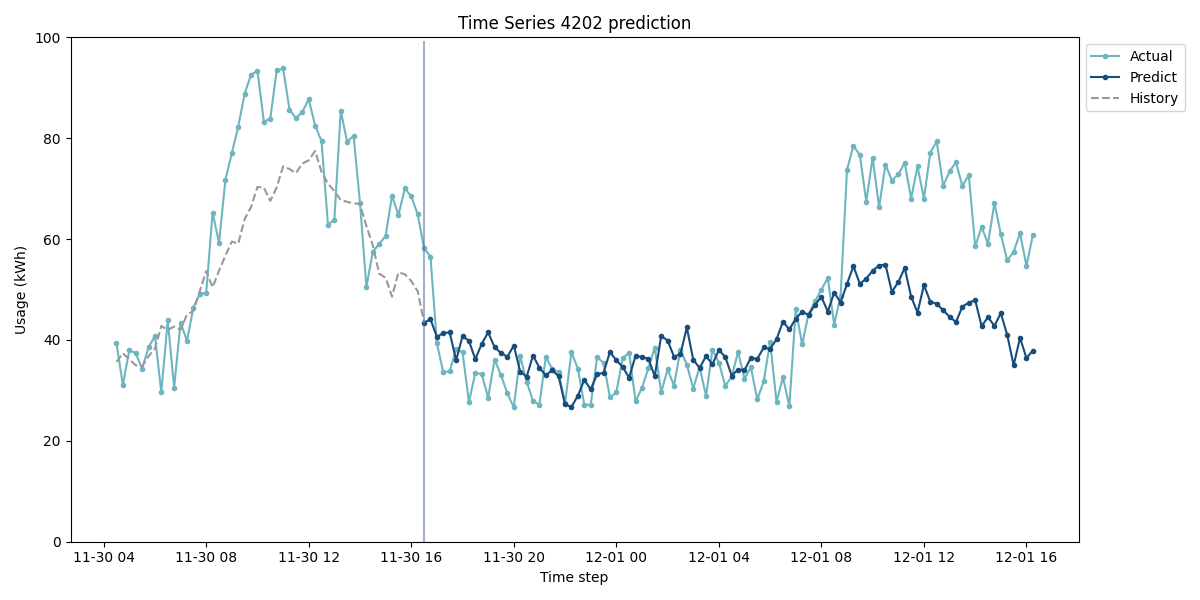 Time Series 4202 prediction
Usage (kWh)
100
80
60
40
20
0
11-30 04
11-30 08
11-30 12
11-30 16
11-30 20
12-01 00
12-01 04
12-01 08
12-01 12
12-01 16
Time step
Actual
Predict
History